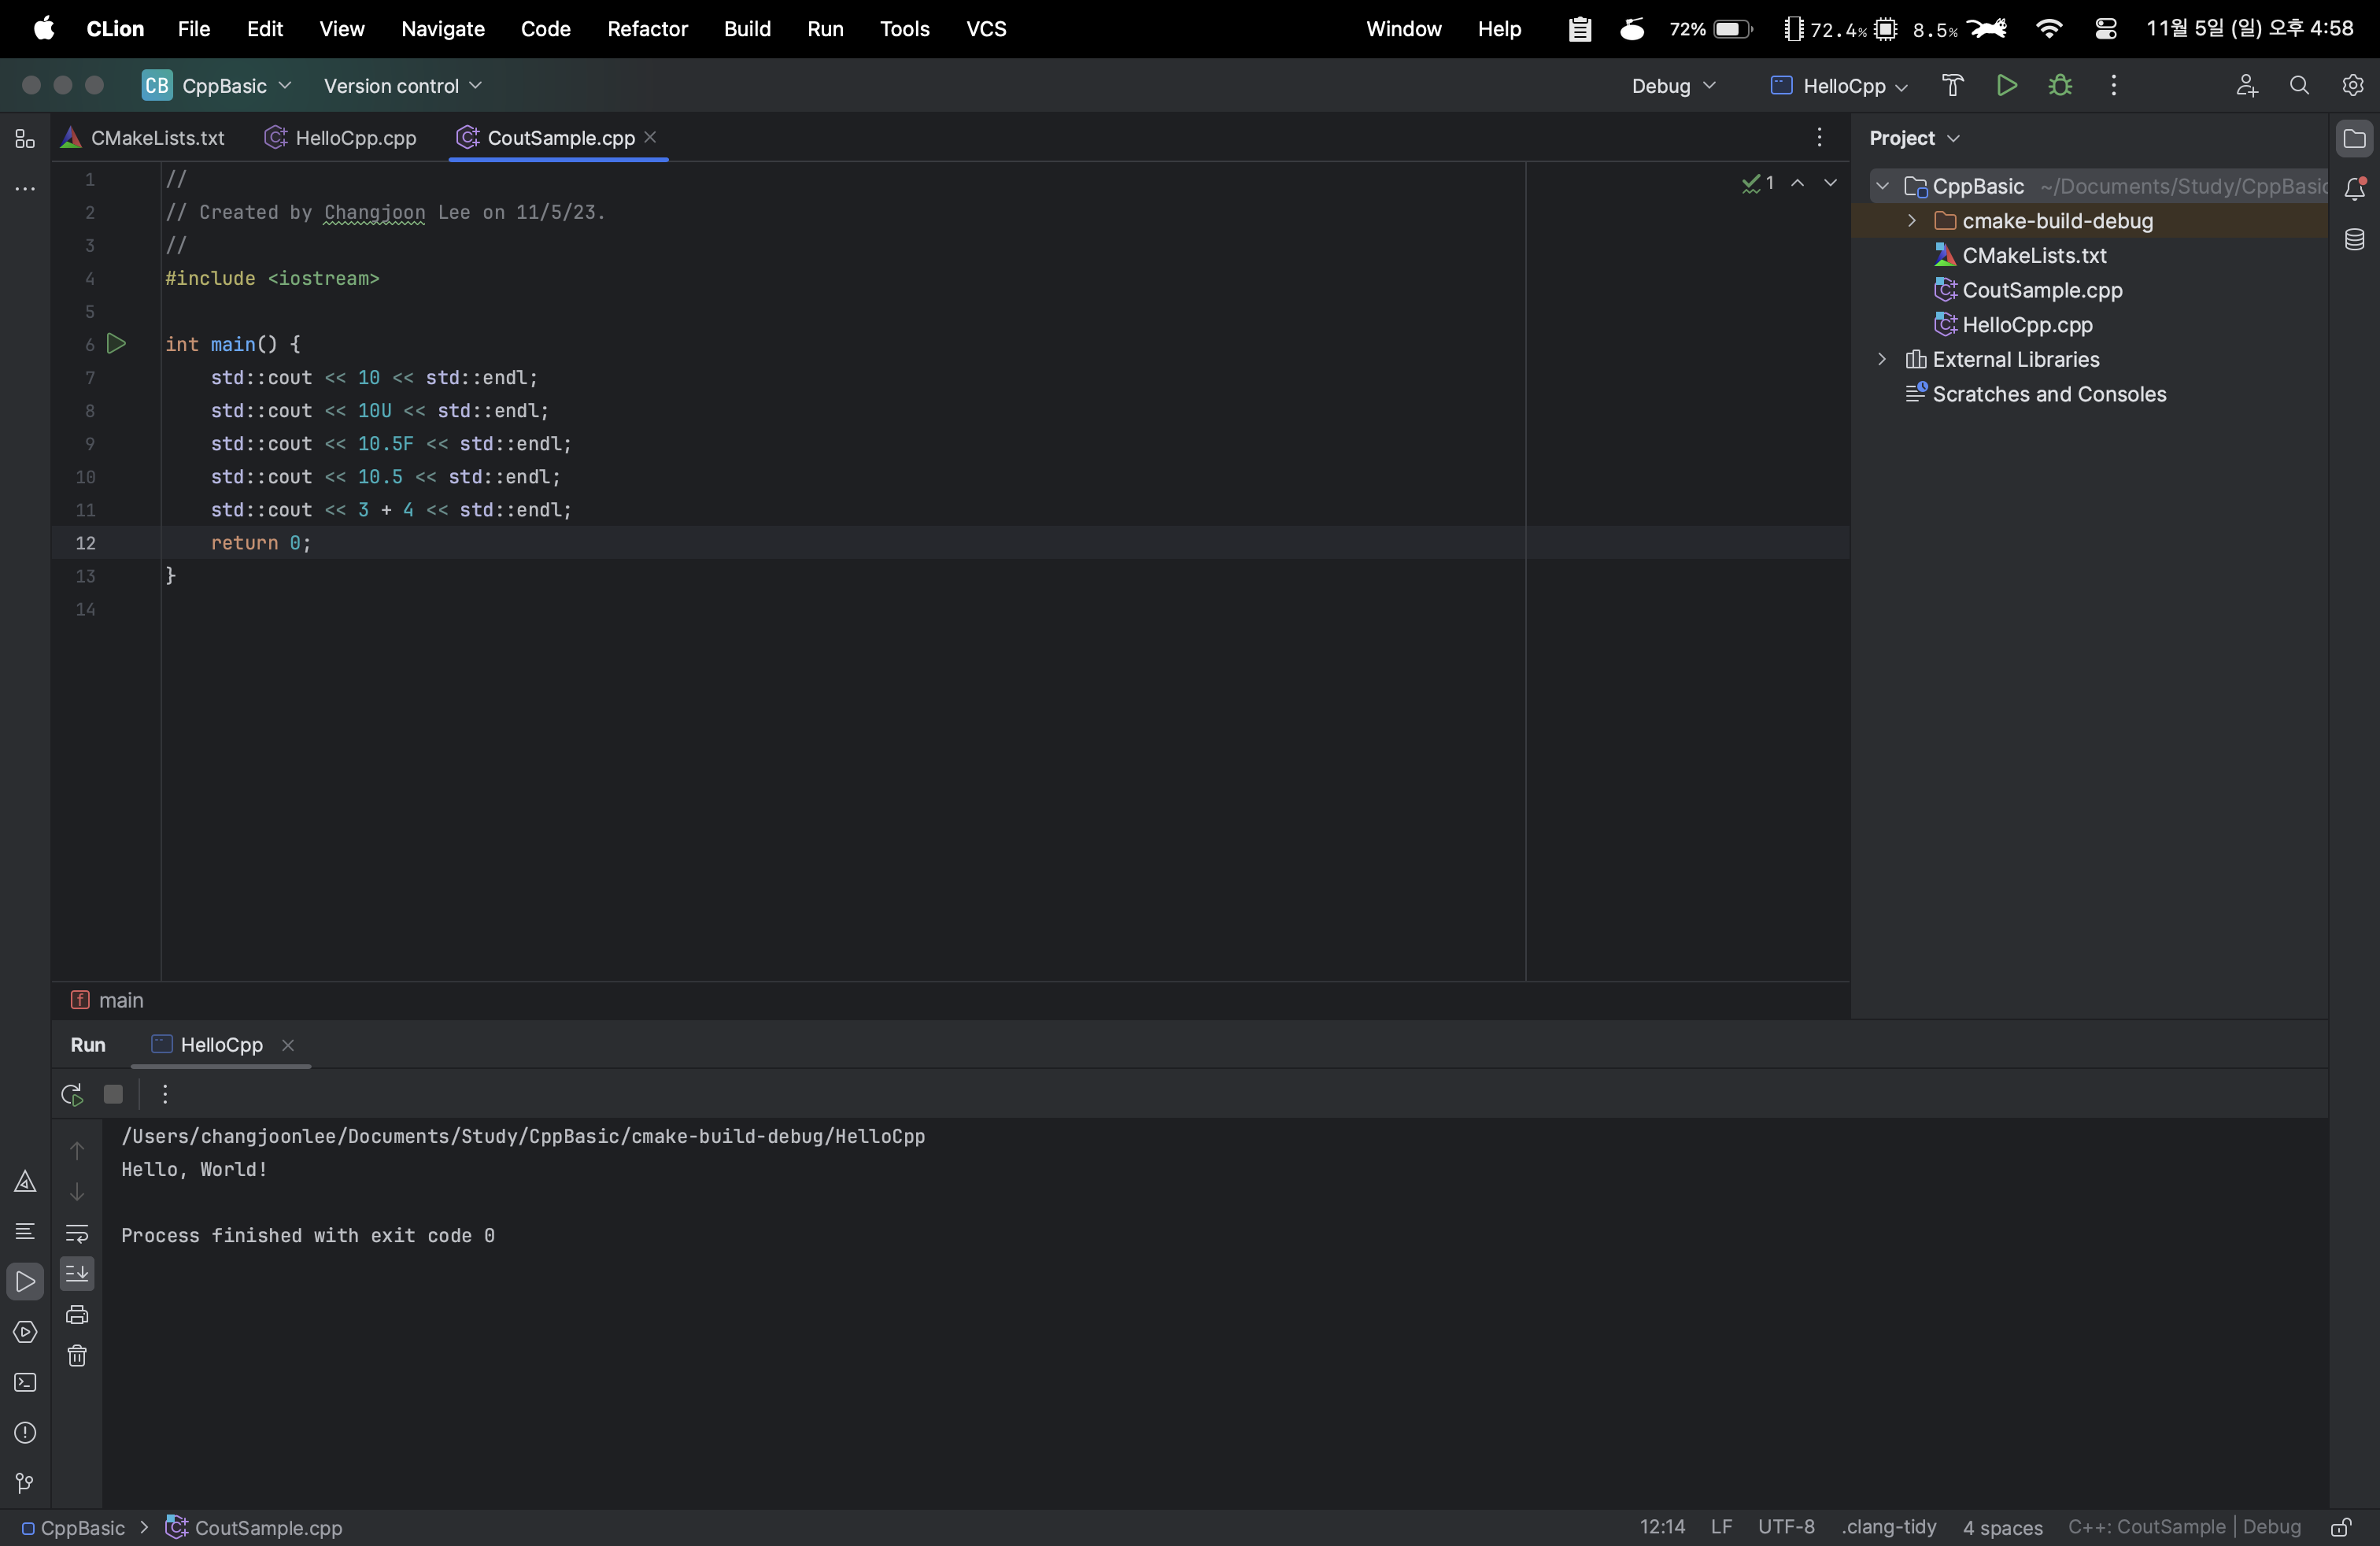 CLion File Edit View Navigate Code Refactor Build Run Tools VCS Window Help 72% 72.4% 8.5% 11월 5일 (일) 오후 4:58
CB CppBasic Version control Debug HelloCpp
CMakeLists.txt HelloCpp.cpp CoutSample.cpp
1 //
2 // Created by Changjoon Lee on 11/5/23.
3 //
4 #include <iostream>
5
6 int main() {
7     std::cout << 10 << std::endl;
8     std::cout << 10U << std::endl;
9     std::cout << 10.5F << std::endl;
10     std::cout << 10.5 << std::endl;
11     std::cout << 3 + 4 << std::endl;
12     return 0;
13 }
14
1
main
Project
CppBasic ~/Documents/Study/CppBasic
cmake-build-debug
CMakeLists.txt
CoutSample.cpp
HelloCpp.cpp
External Libraries
Scratches and Consoles
Run HelloCpp
/Users/changjoonlee/Documents/Study/CppBasic/cmake-build-debug/HelloCpp
Hello, World!
Process finished with exit code 0
CppBasic > CoutSample.cpp 12:14 LF UTF-8 .clang-tidy 4 spaces C++: CoutSample | Debug